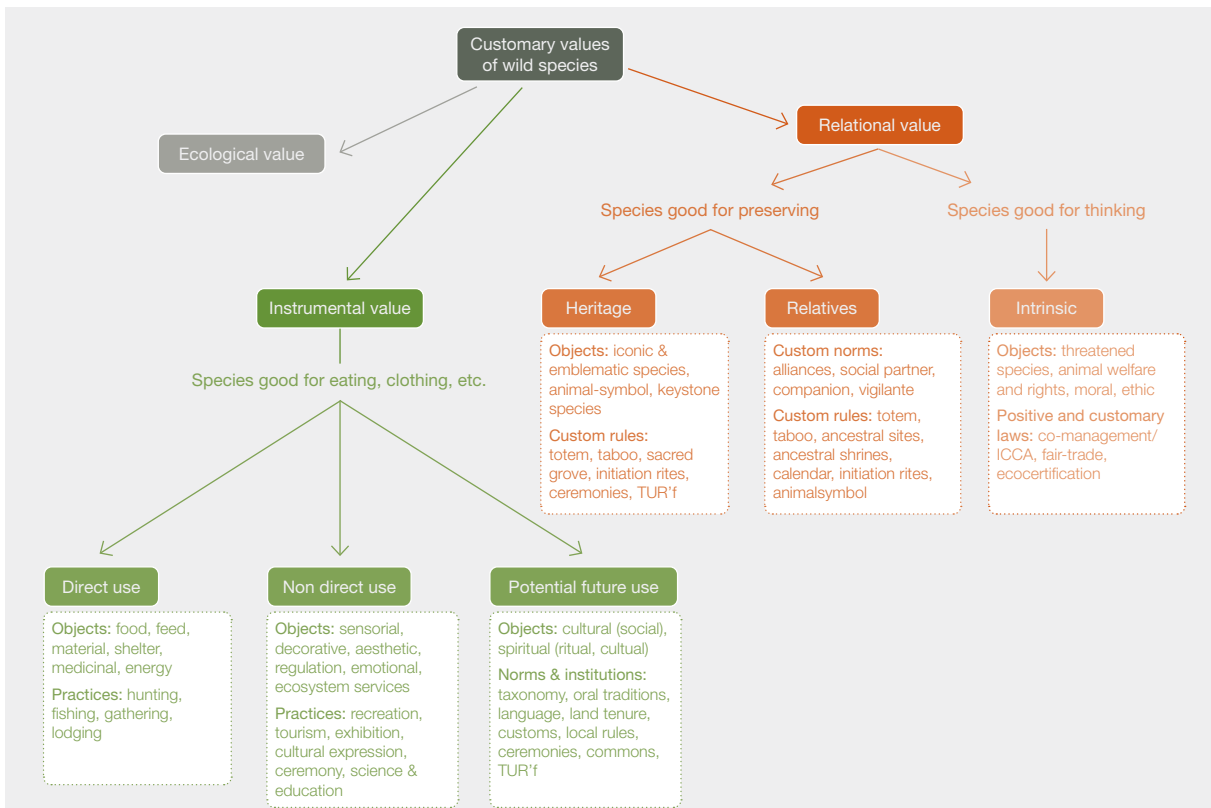 Customary values
of wild species
Ecological value
Relational value
Species good for preserving
Species good for thinking
Instrumental value
Heritage
Relatives
Intrinsic
Species good for eating, clothing, etc.
Objects: iconic &
emblematic species,
animal-symbol, keystone
species
Custom rules:
totem, taboo, sacred
grove, initiation rites,
ceremonies, TUR'f
Custom norms:
alliances, social partner,
companion, vigilante
Custom rules: totem,
taboo, ancestral sites,
ancestral shrines,
calendar, initiation rites,
animalsymbol
Objects: threatened
species, animal welfare
and rights, moral, ethic
Positive and customary
laws: co-management/
ICCA, fair-trade,
ecocertification
Direct use
Non direct use
Potential future use
Objects: food, feed,
material, shelter,
medicinal, energy
Practices: hunting,
fishing, gathering,
lodging
Objects: sensorial,
decorative, aesthetic,
regulation, emotional,
ecosystem services
Practices: recreation,
tourism, exhibition,
cultural expression,
ceremony, science &
education
Objects: cultural (social),
spiritual (ritual, cultual)
Norms & institutions:
taxonomy, oral traditions,
language, land tenure,
customs, local rules,
ceremonies, commons,
TUR'f